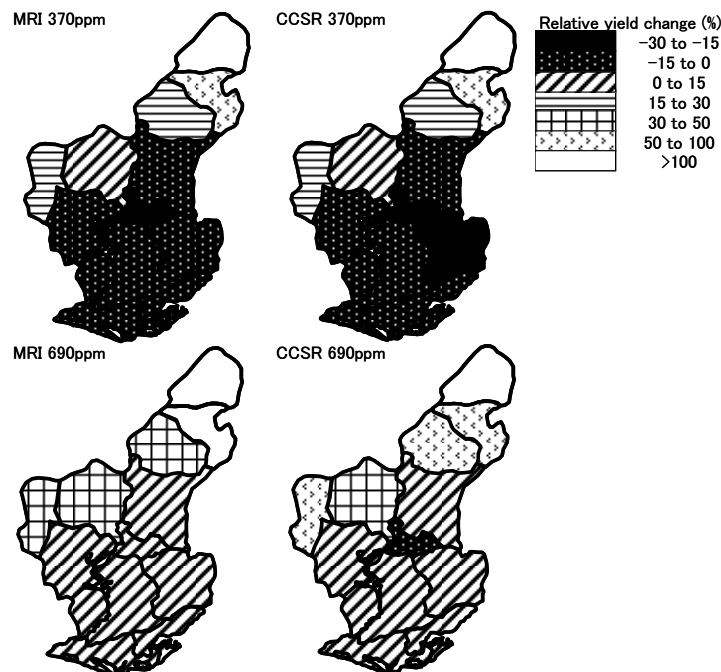 MRI 370ppm
CCSR 370ppm
Relative yield change (%)
−30 to −15
−15 to 0
0 to 15
15 to 30
30 to 50
50 to 100
>100
MRI 690ppm
CCSR 690ppm